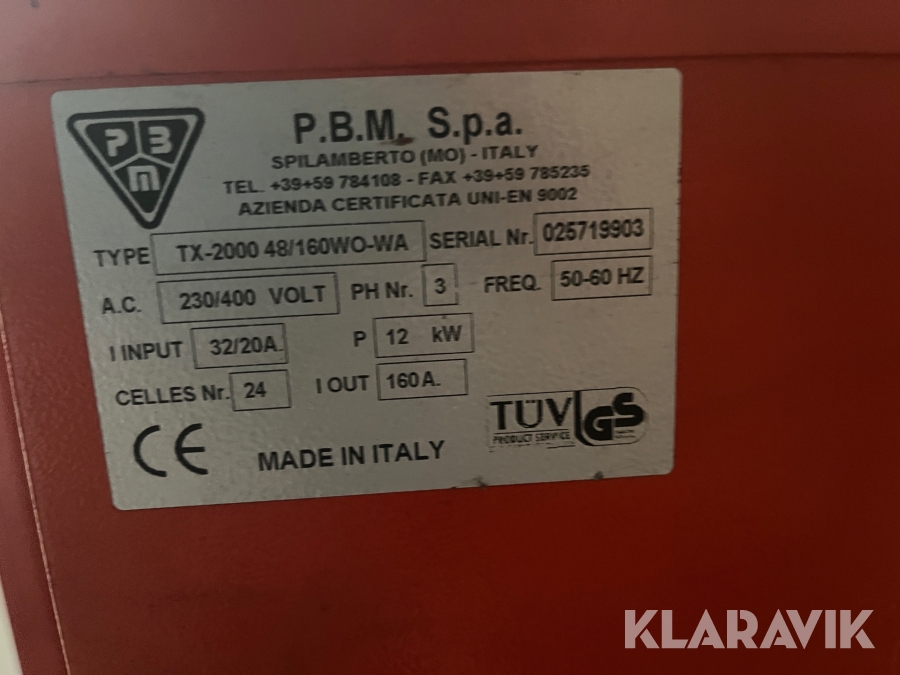 P B M
P.B.M. S.p.a.
SPILAMBERTO (MO) - ITALY
TEL. +39+59 784108 - FAX +39+59 785235
AZIENDA CERTIFICATA UNI-EN 9002
TYPE TX-2000 48/160WO-WA SERIAL Nr. 025719903
A.C. 230/400 VOLT PH Nr. 3 FREQ. 50-60 HZ
I INPUT 32/20A. P 12 kW
CELLES Nr. 24 I OUT 160A.
CE MADE IN ITALY
TÜV GS
PRODUCT SERVICE
KLARAVIK